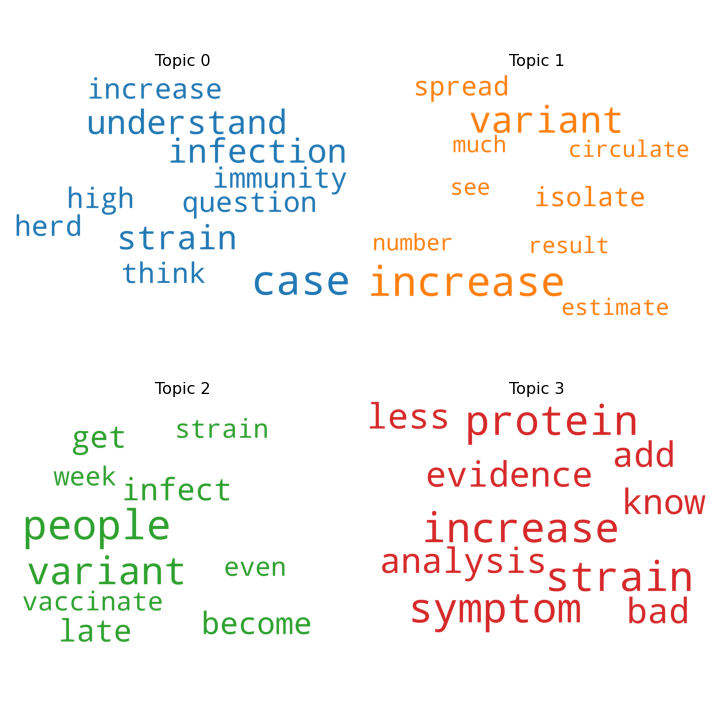 Topic 0
increase
understand
infection
immunity
high
question
herd
strain
think
case
Topic 1
spread
variant
much
circulate
see
isolate
number
result
increase
estimate
Topic 2
strain
get
week
infect
people
even
variant
vaccinate
become
late
Topic 3
less
protein
add
evidence
know
increase
analysis
strain
symptom
bad